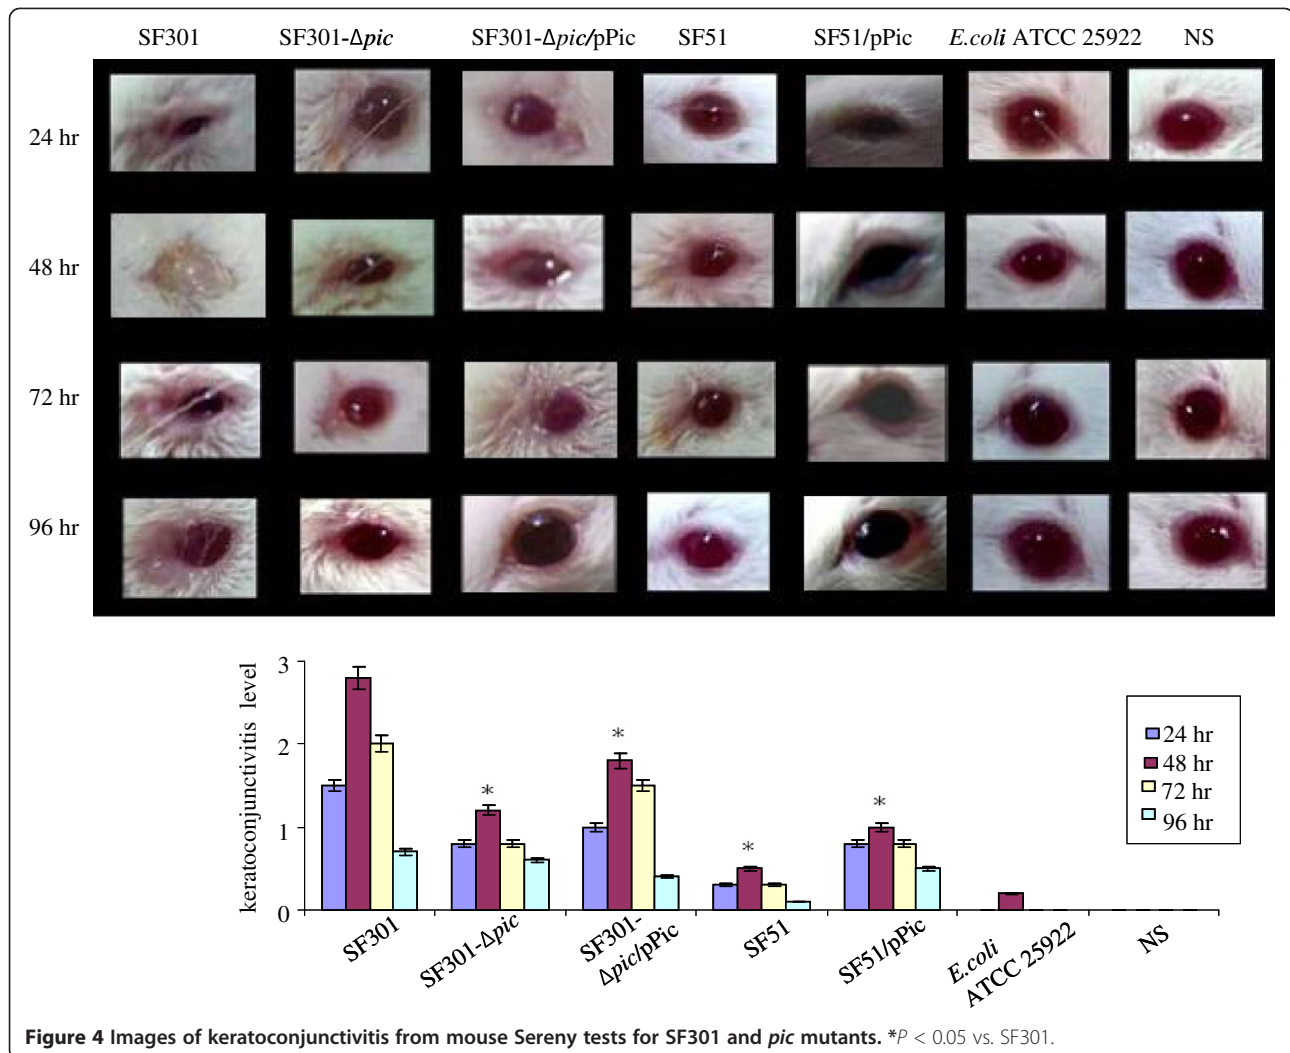 SF301 SF301-Δpic SF301-Δpic/pPic SF51 SF51/pPic E.coli ATCC 25922 NS
24 hr
48 hr
72 hr
96 hr
keratoconjunctivitis level
3
2
1
0
* * * *
24 hr
48 hr
72 hr
96 hr
SF301
SF301-Δpic
SF301-
Δpic/pPic
SF51
SF51/pPic
E.coli
ATCC 25922
NS
Figure 4 Images of keratoconjunctivitis from mouse Sereny tests for SF301 and pic mutants. *P < 0.05 vs. SF301.